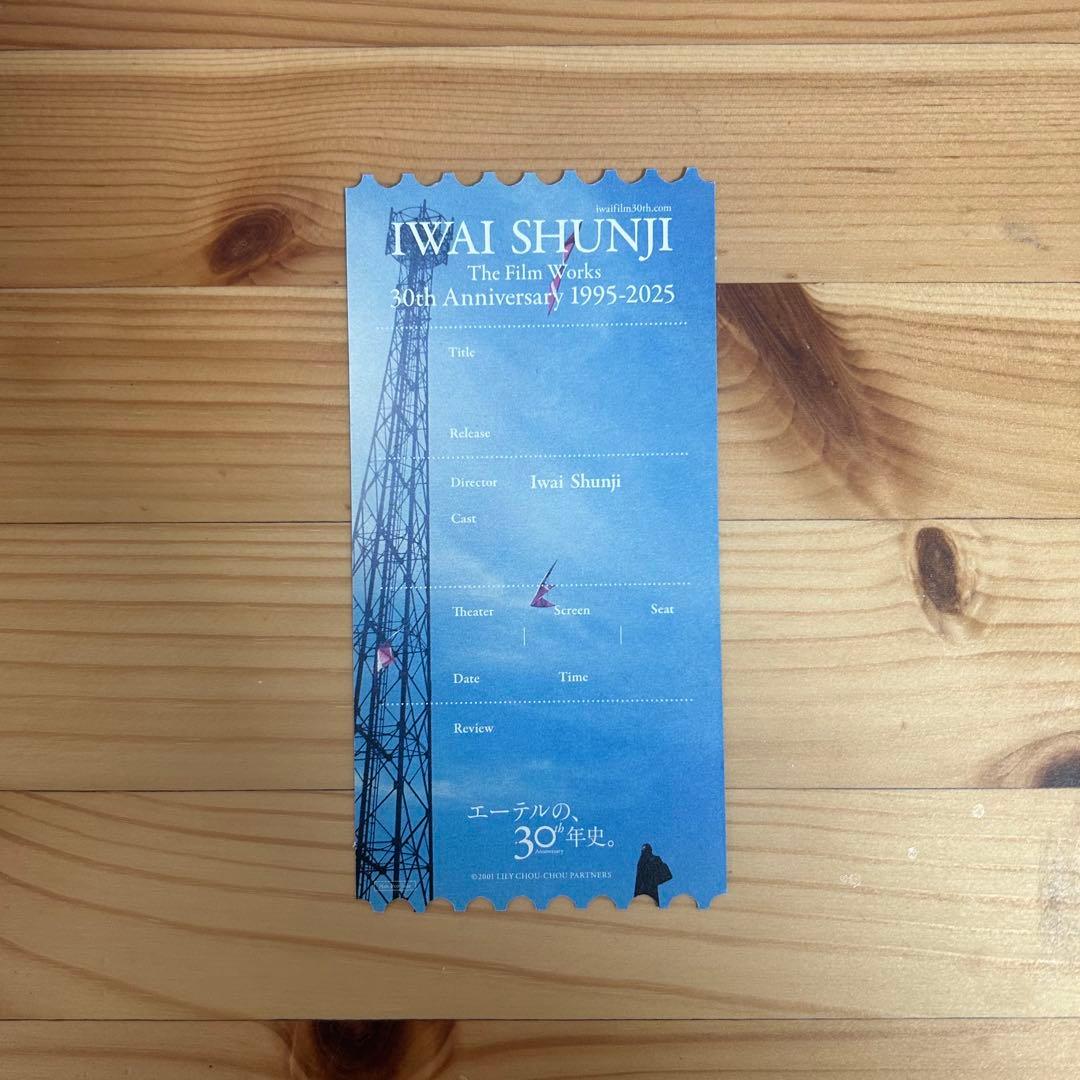 iwaifilm30th.com
IWAI SHUNJI
The Film Works
30th Anniversary 1995-2025
Title
Release
Director Iwai Shunji
Cast
Theater Screen Seat
Date Time
Review
エーテルの、
30th年史。
Anniversary
©2001 LILY CHOU-CHOU PARTNERS